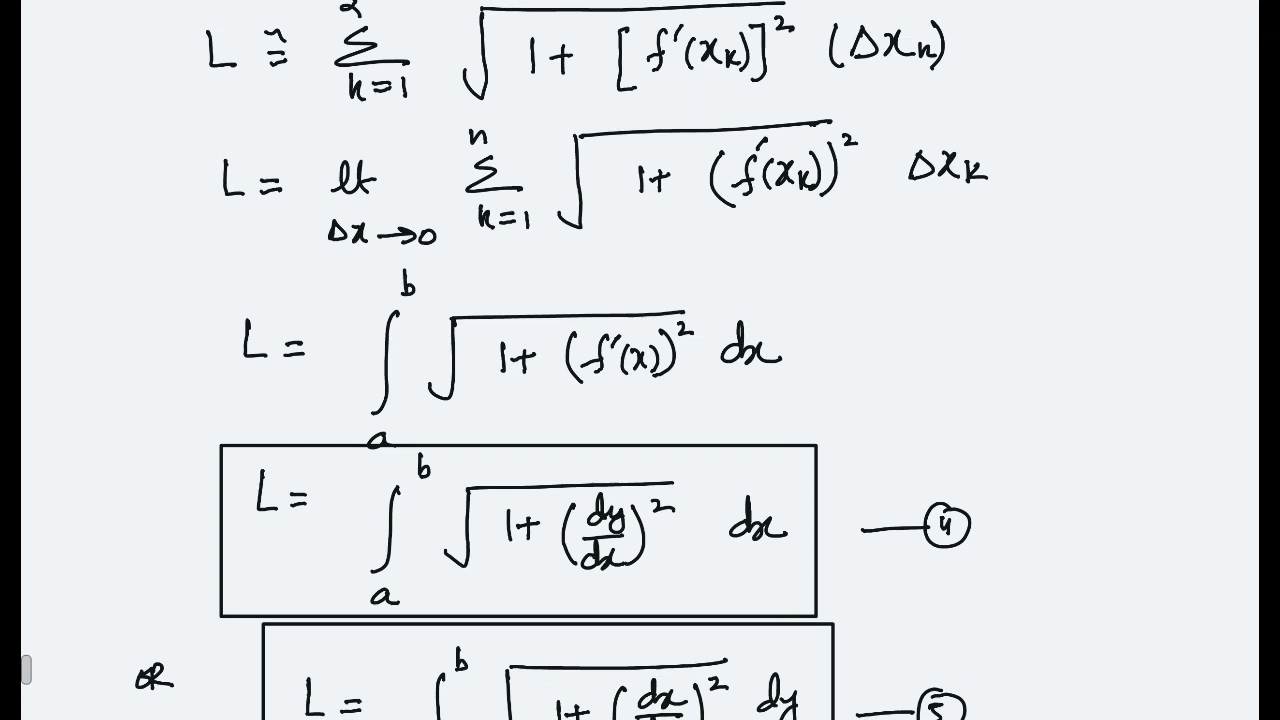 L ≅ Σ_{k=1}^{n} √(1 + [f'(x_k)]²) (Δx_k)
L = lt_{Δx→0} Σ_{k=1}^{n} √(1 + (f'(x_k))²) Δx_k
L = ∫_a^b √(1 + (f'(x))²) dx
L = ∫_a^b √(1 + (dy/dx)²) dx — ④
OR L = ∫^b √(1 + (dx/dy)²) dy — ⑤